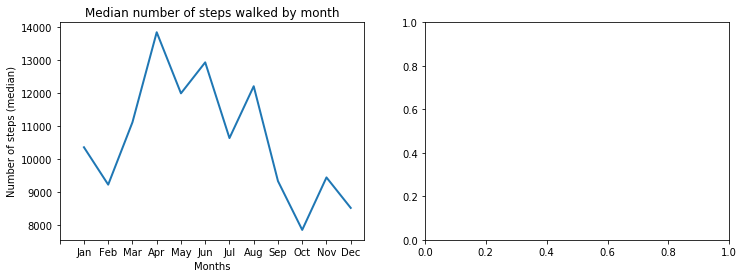 Median number of steps walked by month
Number of steps (median)
14000
13000
12000
11000
10000
9000
8000
Jan Feb Mar Apr May Jun Jul Aug Sep Oct Nov Dec
Months
1.0
0.8
0.6
0.4
0.2
0.0
0.0 0.2 0.4 0.6 0.8 1.0